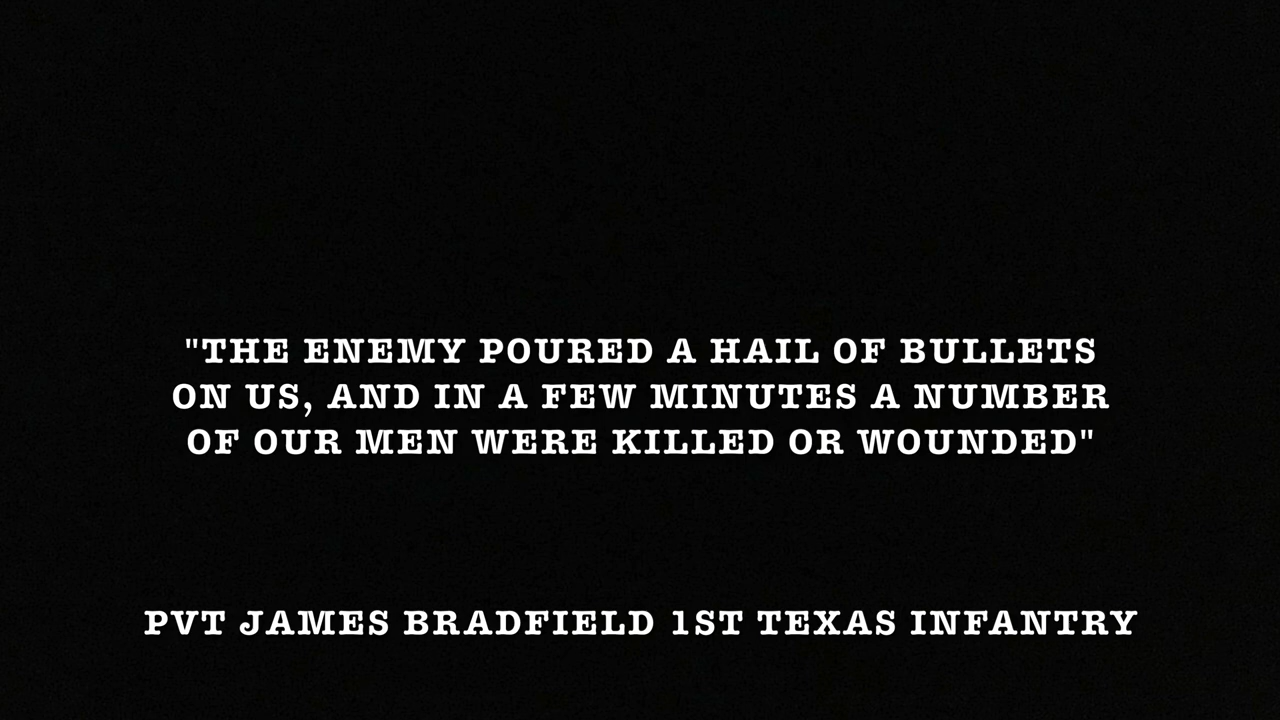 "THE ENEMY POURED A HAIL OF BULLETS
ON US, AND IN A FEW MINUTES A NUMBER
OF OUR MEN WERE KILLED OR WOUNDED"
PVT JAMES BRADFIELD 1ST TEXAS INFANTRY